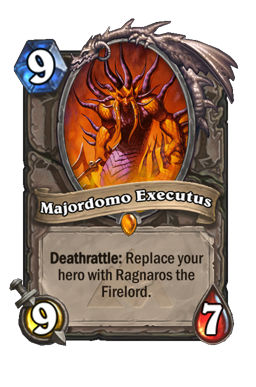 9
Majordomo Executus
Deathrattle: Replace your
hero with Ragnaros the
Firelord.
9
7